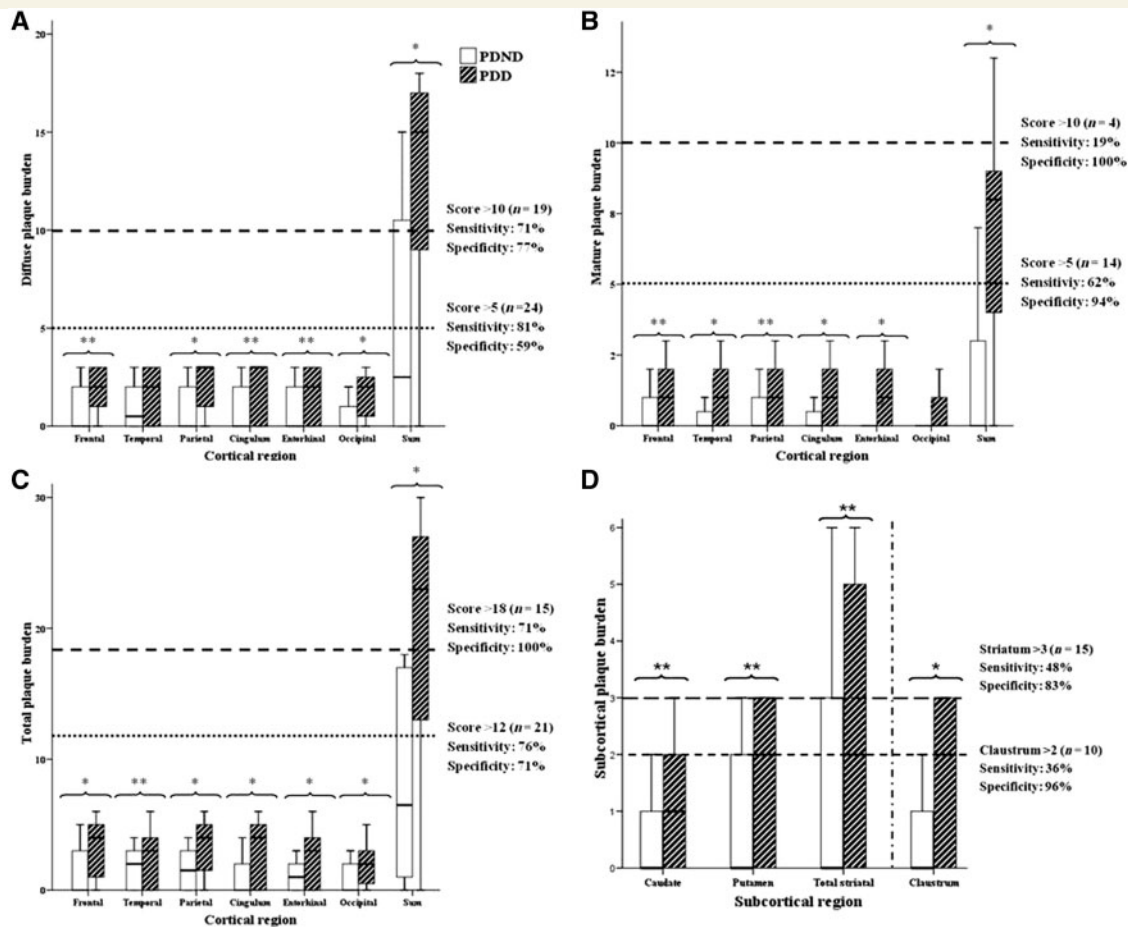 A
20
15
10
5
0
Diffuse plaque burden
*
PDND
PDD
Score >10 (n = 19)
Sensitivity: 71%
Specificity: 77%
Score >5 (n=24)
Sensitivity: 81%
Specificity: 59%
** * ** ** *
Frontal Temporal Parietal Cingulum Entorhinal Occipital Sum
Cortical region
B
12
10
8
5
2
0
Mature plaque burden
*
Score >10 (n = 4)
Sensitivity: 19%
Specificity: 100%
Score >5 (n = 14)
Sensitiviy: 62%
Specificity: 94%
** * ** * *
Frontal Temporal Parietal Cingulum Entorhinal Occipital Sum
Cortical region
C
30
20
10
0
Total plaque burden
*
Score >18 (n = 15)
Sensitivity: 71%
Specificity: 100%
Score >12 (n = 21)
Sensitivity: 76%
Specificity: 71%
* ** * * * *
Frontal Temporal Parietal Cingulum Entorhinal Occipital Sum
Cortical region
D
6
5
4
3
2
1
0
Subcortical plaque burden
**
** ** *
Striatum >3 (n = 15)
Sensitivity: 48%
Specificity: 83%
Claustrum >2 (n = 10)
Sensitivity: 36%
Specificity: 96%
Caudate Putamen Total striatal Claustrum
Subcortical region